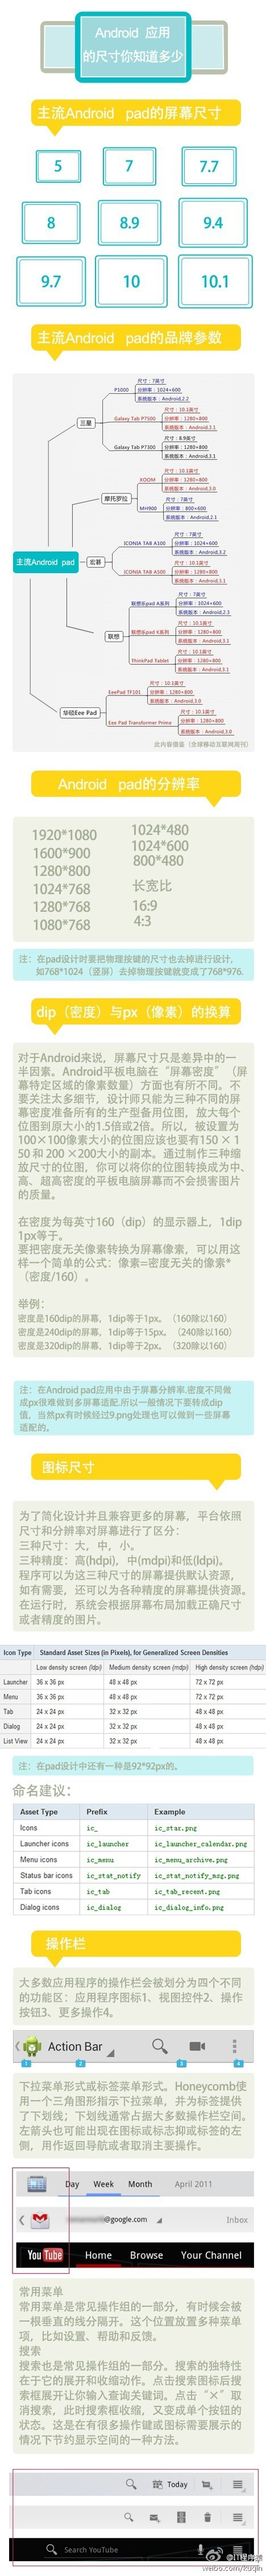 Android 应用
的尺寸你知道多少
主流Android pad的屏幕尺寸
5
7
7.7
8
8.9
9.4
9.7
10
10.1
主流Android pad的品牌参数
主流Android pad
三星
P1000
尺寸：7英寸
分辨率：1024×600
系统版本：Android,2.2
Galaxy Tab P7500
尺寸：10.1英寸
分辨率：1280×800
系统版本：Android,3.1
Galaxy Tab P7300
尺寸：8.9英寸
分辨率：1280×800
系统版本：Android,3.1
摩托罗拉
XOOM
尺寸：10.1英寸
分辨率：1280×800
系统版本：Android,3.0
MH900
尺寸：7英寸
分辨率：800×600
系统版本：Android,2.1
宏碁
ICONIA TAB A100
尺寸：7英寸
分辨率：1024×600
系统版本：Android,3.2
ICONIA TAB A500
尺寸：10.1英寸
分辨率：1280×800
系统版本：Android,3.1
联想
联想乐pad A系列
尺寸：7英寸
分辨率：1024×600
系统版本：Android,2.3
联想乐pad K系列
尺寸：10.1英寸
分辨率：1280×800
系统版本：Android,3.1
ThinkPad Tablet
尺寸：10.1英寸
分辨率：1280×800
系统版本：Android,3.1
华硕Eee Pad
EeePad TF101
尺寸：10.1英寸
分辨率：1280×800
系统版本：Android,3.0
Eee Pad Transformer Prime
尺寸：10.1英寸
分辨率：1280×800
系统版本：Android,3.0
此内容借鉴（全球移动互联网周刊）
Android pad的分辨率
1920*1080
1600*900
1280*800
1024*768
1280*768
1080*768
1024*480
1024*600
800*480
长宽比
16:9
4:3
注：在pad设计时要把物理按键的尺寸也去掉进行设计，
如768*1024（竖屏）去掉物理按键就变成了768*976.
dip（密度）与px（像素）的换算
对于Android来说，屏幕尺寸只是差异中的一
半因素。Android平板电脑在“屏幕密度”（屏
幕特定区域的像素数量）方面也有所不同。不
要关注太多细节，设计师只能为三种不同的屏
幕密度准备所有的生产型备用位图，放大每个
位图到原大小的1.5倍或2倍。所以，被设置为
100×100像素大小的位图应该也要有150 × 1
50 和 200 ×200大小的副本。通过制作三种缩
放尺寸的位图，你可以将你的位图转换成为中、
高、超高密度的平板电脑屏幕而不会损害图片
的质量。
在密度为每英寸160（dip）的显示器上，1dip
1px等于。
要把密度无关像素转换为屏幕像素，可以用这
样一个简单的公式：像素=密度无关的像素*
（密度/160）。
举例：
密度是160dip的屏幕，1dip等于1px。（160除以160）
密度是240dip的屏幕，1dip等于15px。（240除以160）
密度是320dip的屏幕，1dip等于2px。（320除以160）
注：在Android pad应用中由于屏幕分辨率.密度不同做
成px很难做到多屏幕适配.所以一般情况下要转成dip
值，当然px有时候经过9.png处理也可以做到一些屏幕
适配的。
图标尺寸
为了简化设计并且兼容更多的屏幕，平台依照
尺寸和分辨率对屏幕进行了区分：
三种尺寸：大，中，小。
三种精度：高(hdpi)，中(mdpi)和低(ldpi)。
程序可以为这三种尺寸的屏幕提供默认资源，
如有需要，还可以为各种精度的屏幕提供资源。
在运行时，系统会根据屏幕布局加载正确尺寸
或者精度的图片。
Icon Type Standard Asset Sizes (in Pixels), for Generalized Screen Densities
Low density screen (ldp) Medium density screen (mdpi) High density screen (hdp)
Launcher 36 x 36 px 48 x 48 px 72 x 72 px
Menu 36 x 36 px 48 x 48 px 72 x 72 px
Tab 24 x 24 px 32 x 32 px 48 x 48 px
Dialog 24 x 24 px 32 x 32 px 48 x 48 px
List View 24 x 24 px 32 x 32 px 48 x 48 px
注：在pad设计中还有一种是92*92px的。
命名建议：
Asset Type Prefix Example
Icons ic_ ic_star.png
Launcher icons ic_launcher ic_launcher_calendar.png
Menu icons ic_menu ic_menu_archive.png
Status bar icons ic_stat_notify ic_stat_notify_msg.png
Tab icons ic_tab ic_tab_recent.png
Dialog icons ic_dialog ic_dialog_info.png
操作栏
大多数应用程序的操作栏会被划分为四个不同
的功能区：应用程序图标1、视图控件2、操作
按钮3、更多操作4。
Action Bar
1 2 3 4
下拉菜单形式或标签菜单形式。Honeycomb使
用一个三角图形指示下拉菜单，并为标签提供
了下划线；下划线通常占据大多数操作栏空间。
左箭头也可能出现在图标或标志抑或标签的左
侧，用作返回导航或者取消主要操作。
Day Week Month April 2011
@google.com Inbox
YouTube Home Browse Your Channel
常用菜单
常用菜单是常见操作组的一部分，有时候会被
一根垂直的线分隔开。这个位置放置多种菜单
项，比如设置、帮助和反馈。
搜索
搜索也是常见操作组的一部分。搜索的独特性
在于它的展开和收缩动作。点击搜索图标后搜
索框展开让你输入查询关键词。点击“×”取
消搜索，此时搜索框收缩，又变成单个按钮的
状态。这是在有很多操作键或图标需要展示的
情况下节约显示空间的一种方法。
Today
Search YouTube
@IT程序猿
weibo.com/kuqin